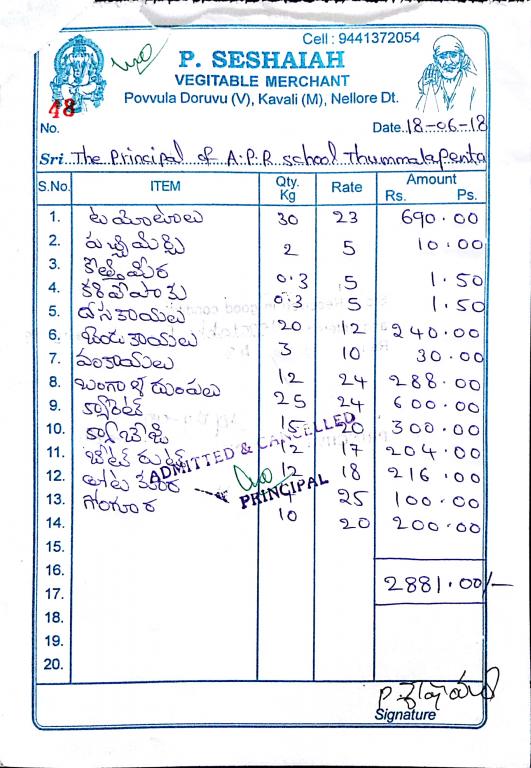 Cell : 9441372054
P. SESHAIAH
VEGITABLE MERCHANT
Povvula Doruvu (V), Kavali (M), Nellore Dt.
48
No. Date. 18-06-18
Sri. The Principal of A.P.R school Thummalapenta
S.No. ITEM Qty. Kg Rate Amount Rs. Ps.
1. టమోటాలు 30 23 690.00
2. పచ్చిమిర్చి 2 5 10.00
3. కొత్తిమీర 0.3 5 1.50
4. కరివేపాకు 0.3 5 1.50
5. దోసకాయలు 20 12 240.00
6. బెండకాయలు 3 10 30.00
7. వంకాయలు 12 24 288.00
8. బంగాళదుంపలు 25 24 600.00
9. క్యారెట్ 15 20 300.00
10. క్యాబేజి 12 17 204.00
11. బీట్ రూట్ 12 18 216.00
12. 25 100.00
13. గోంగూర 10 20 200.00
14.
15.
16. 2881.00/-
17.
18.
19.
20.
ADMITTED & CANCELLED
PRINCIPAL
Signature